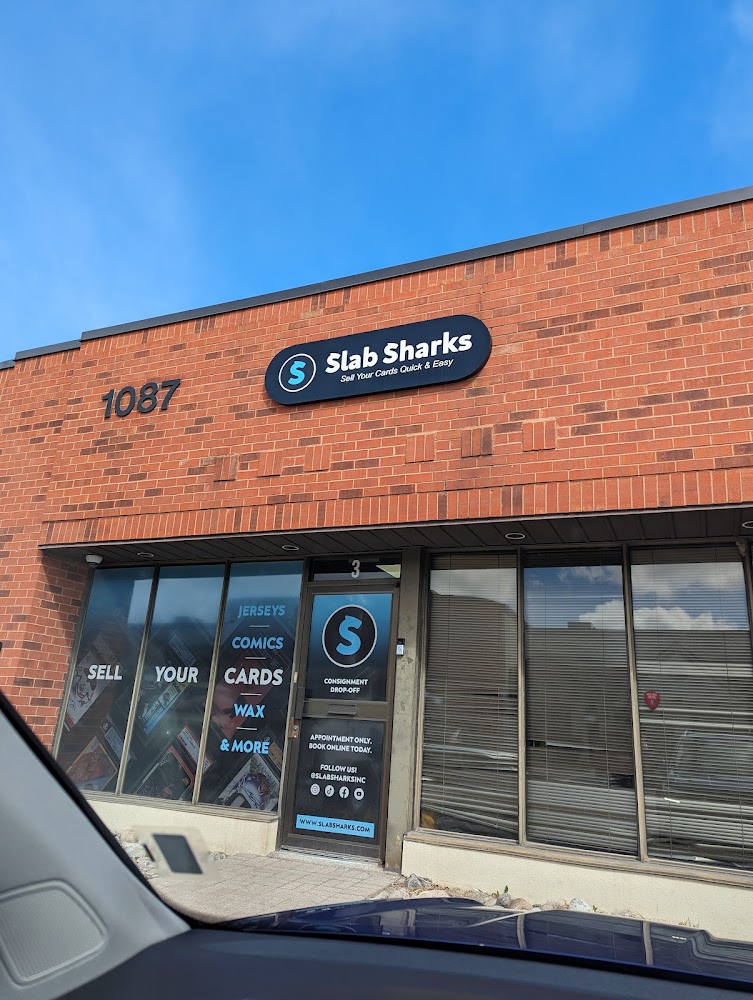 S
Slab Sharks
Sell Your Cards Quick & Easy
1087
3
SELL YOUR
JERSEYS
COMICS
CARDS
WAX
& MORE
S
CONSIGNMENT
DROP-OFF
APPOINTMENT ONLY.
BOOK ONLINE TODAY.
FOLLOW US!
@SLABSHARKSINC
WWW.SLABSHARKS.COM